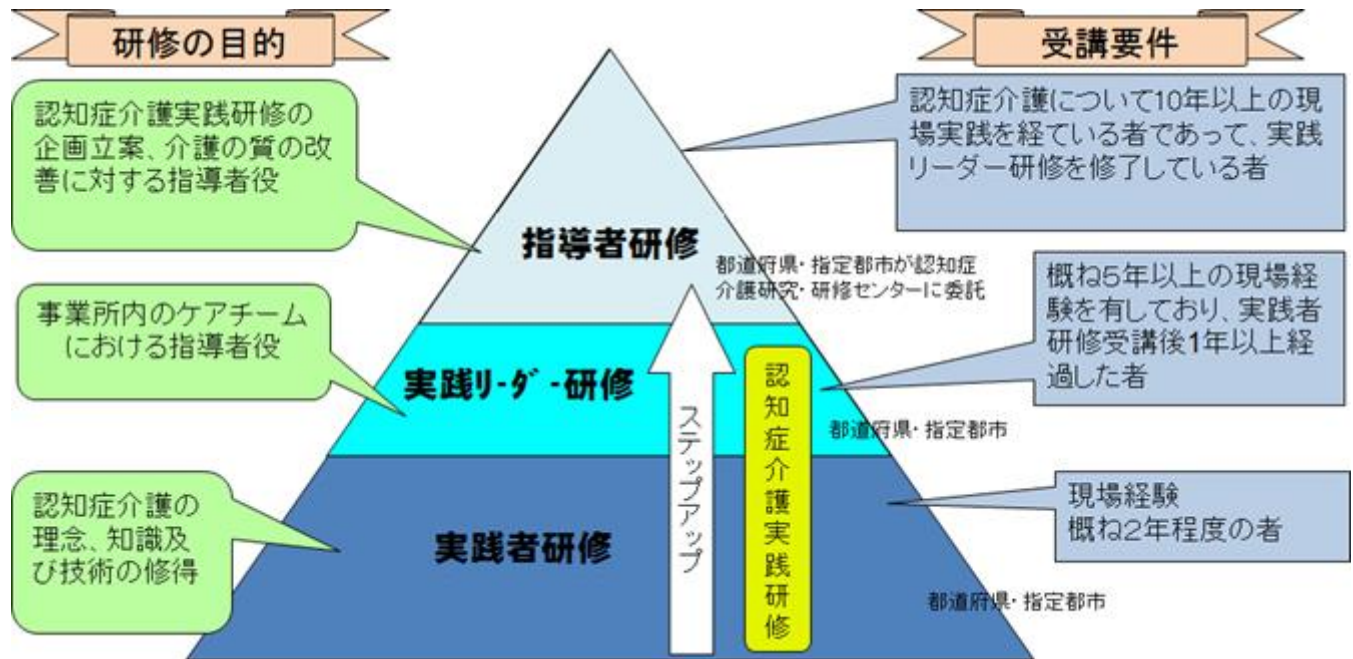 研修の目的
受講要件
認知症介護実践研修の
企画立案、介護の質の改
善に対する指導者役
認知症介護について10年以上の現
場実践を経ている者であって、実践
リーダー研修を修了している者
指導者研修
都道府県・指定都市が認知症
介護研究・研修センターに委託
事業所内のケアチーム
における指導者役
概ね5年以上の現場経
験を有しており、実践者
研修受講後1年以上経
過した者
実践リーダー研修
都道府県・指定都市
ステップアップ
認知症介護実践研修
認知症介護の
理念、知識及
び技術の修得
実践者研修
現場経験
概ね2年程度の者
都道府県・指定都市